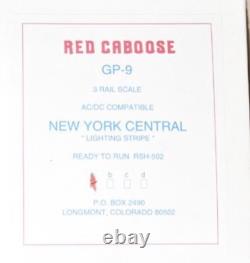 RED CABOOSE
GP-9
3 RAIL SCALE
AC/DC COMPATIBLE
NEW YORK CENTRAL
"LIGHTING STRIPE"
READY TO RUN RSH-502
b c d
P.O. BOX 2490
LONGMONT, COLORADO 80502
ebay